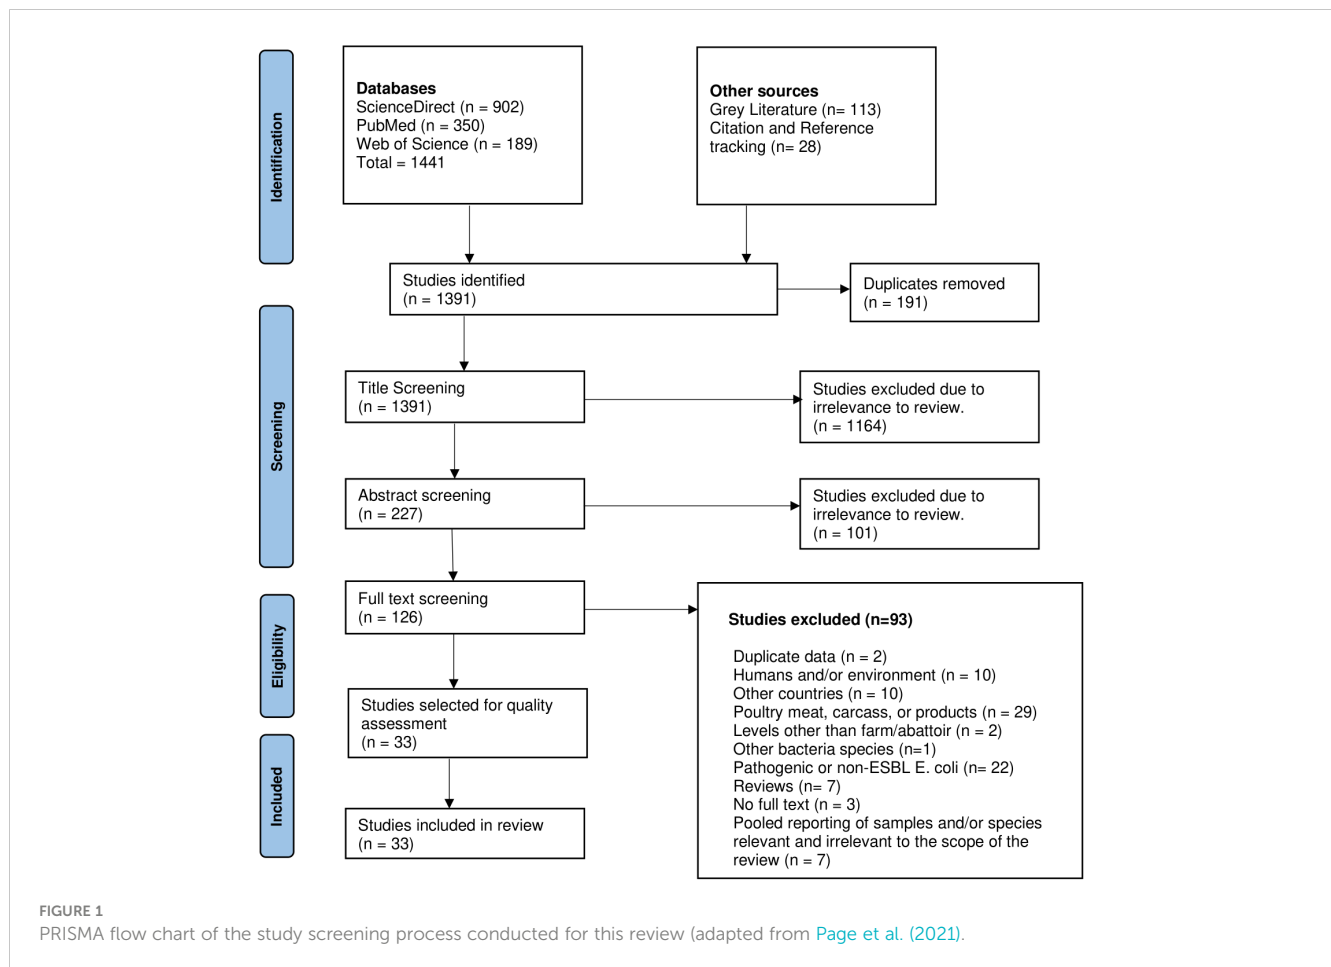 Identification
Databases
ScienceDirect (n = 902)
PubMed (n = 350)
Web of Science (n = 189)
Total = 1441
Other sources
Grey Literature (n= 113)
Citation and Reference
tracking (n= 28)
Studies identified
(n = 1391)
Duplicates removed
(n = 191)
Screening
Title Screening
(n = 1391)
Studies excluded due to
irrelevance to review.
(n = 1164)
Abstract screening
(n = 227)
Studies excluded due to
irrelevance to review.
(n = 101)
Eligibility
Full text screening
(n = 126)
Studies excluded (n=93)
Duplicate data (n = 2)
Humans and/or environment (n = 10)
Other countries (n = 10)
Poultry meat, carcass, or products (n = 29)
Levels other than farm/abattoir (n = 2)
Other bacteria species (n=1)
Pathogenic or non-ESBL E. coli (n= 22)
Reviews (n= 7)
No full text (n = 3)
Pooled reporting of samples and/or species
relevant and irrelevant to the scope of the
review (n = 7)
Studies selected for quality
assessment
(n = 33)
Included
Studies included in review
(n = 33)
FIGURE 1
PRISMA flow chart of the study screening process conducted for this review (adapted from Page et al. (2021).